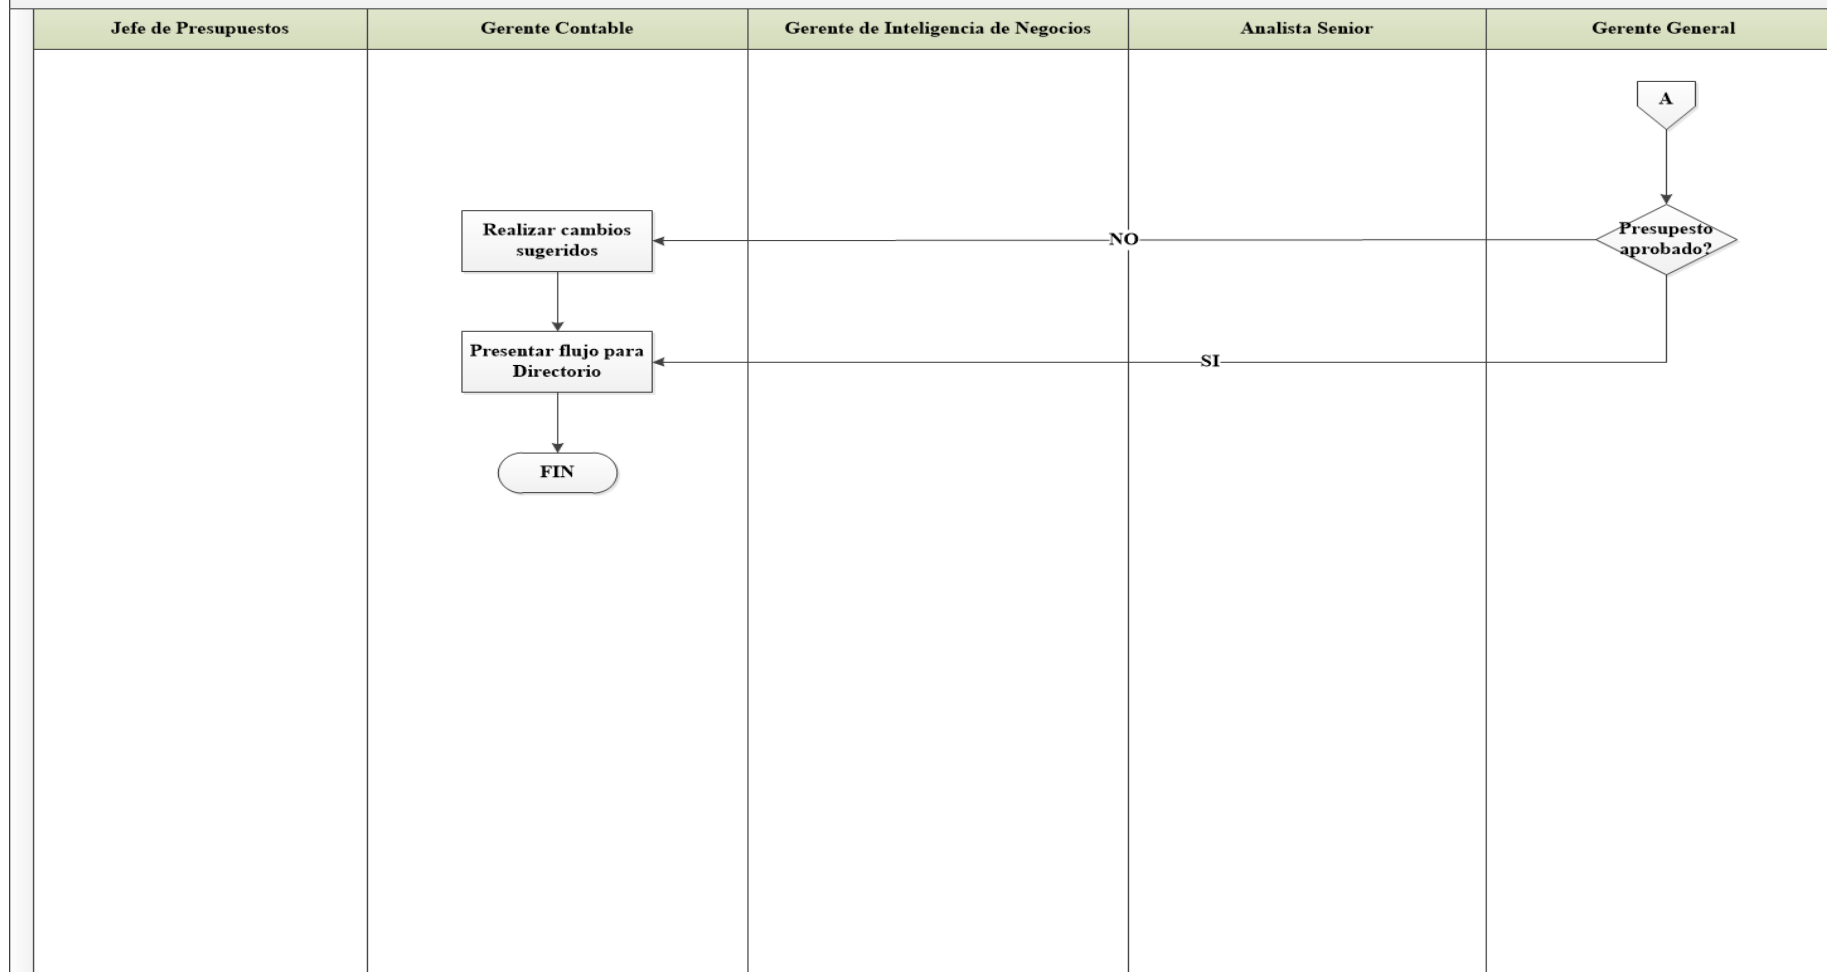 Jefe de Presupuestos
Gerente Contable
Gerente de Inteligencia de Negocios
Analista Senior
Gerente General
A
Presupesto
aprobado?
NO
Realizar cambios
sugeridos
SI
Presentar flujo para
Directorio
FIN